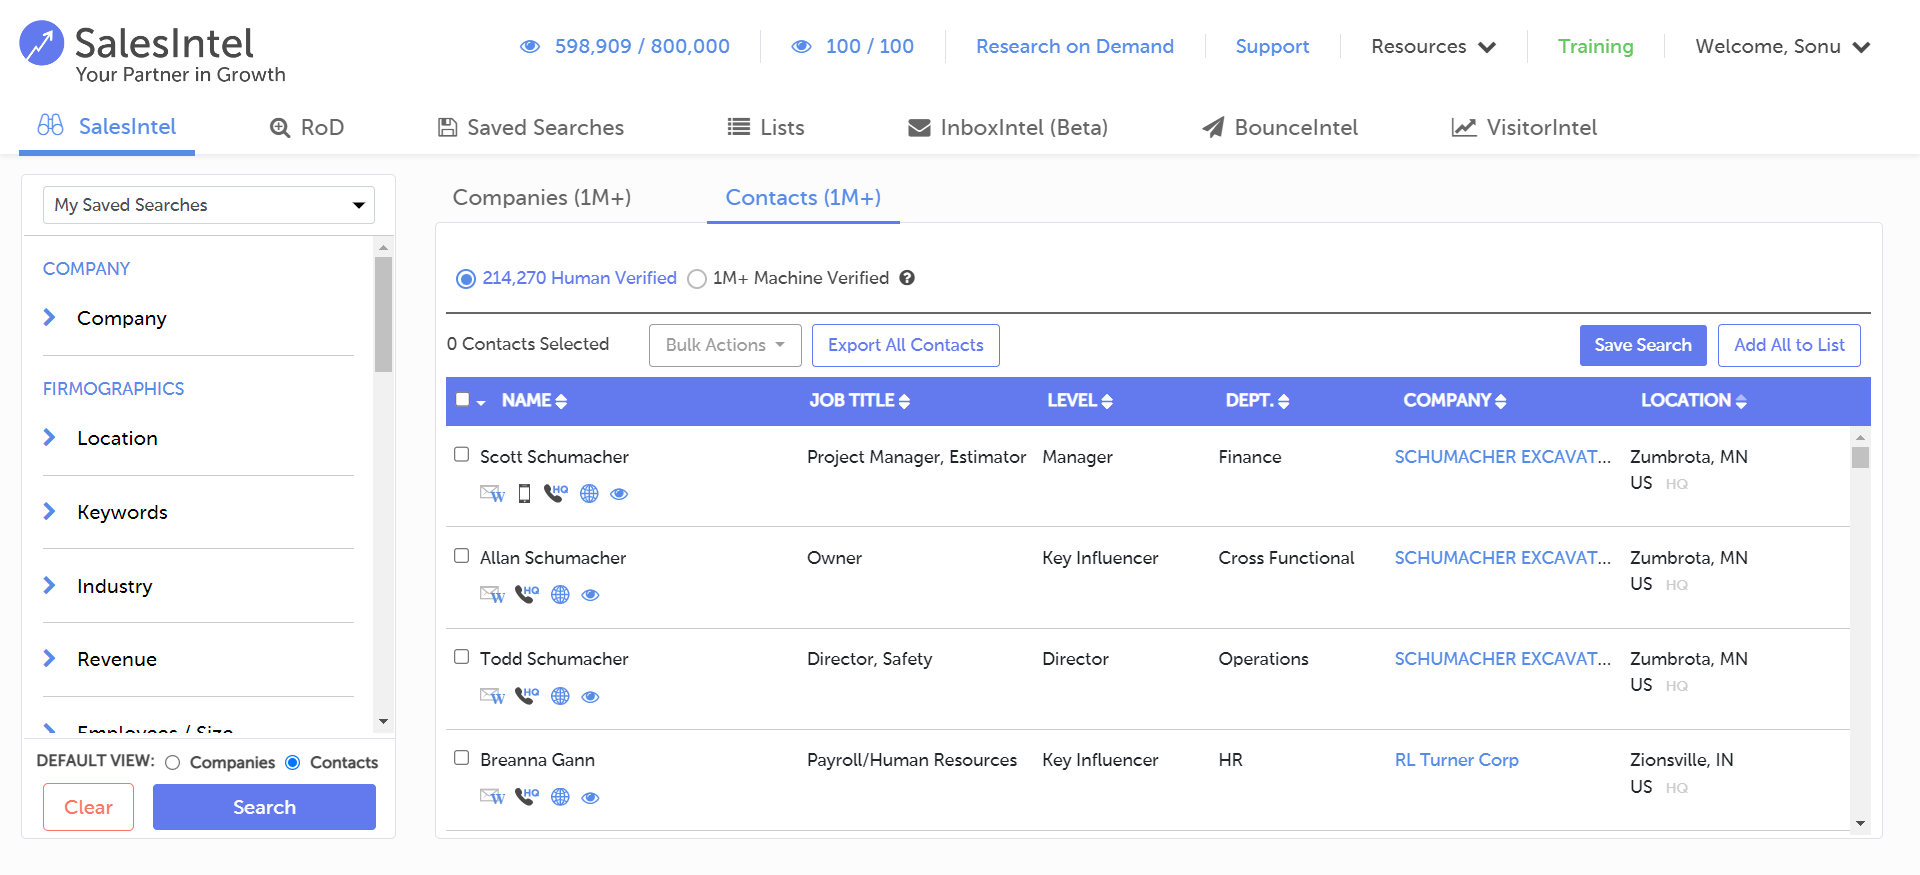 SalesIntel
Your Partner in Growth
598,909 / 800,000
100 / 100
Research on Demand
Support
Resources
Training
Welcome, Sonu
SalesIntel
RoD
Saved Searches
Lists
InboxIntel (Beta)
BounceIntel
VisitorIntel
My Saved Searches
COMPANY
Company
FIRMOGRAPHICS
Location
Keywords
Industry
Revenue
Employees / Size
DEFAULT VIEW: Companies Contacts
Clear
Search
Companies (1M+)
Contacts (1M+)
214,270 Human Verified
1M+ Machine Verified ?
0 Contacts Selected
Bulk Actions
Export All Contacts
Save Search
Add All to List
NAME JOB TITLE LEVEL DEPT. COMPANY LOCATION
Scott Schumacher Project Manager, Estimator Manager Finance SCHUMACHER EXCAVAT... Zumbrota, MN
W HQ US HQ
Allan Schumacher Owner Key Influencer Cross Functional SCHUMACHER EXCAVAT... Zumbrota, MN
W HQ US HQ
Todd Schumacher Director, Safety Director Operations SCHUMACHER EXCAVAT... Zumbrota, MN
W HQ US HQ
Breanna Gann Payroll/Human Resources Key Influencer HR RL Turner Corp Zionsville, IN
W HQ US HQ